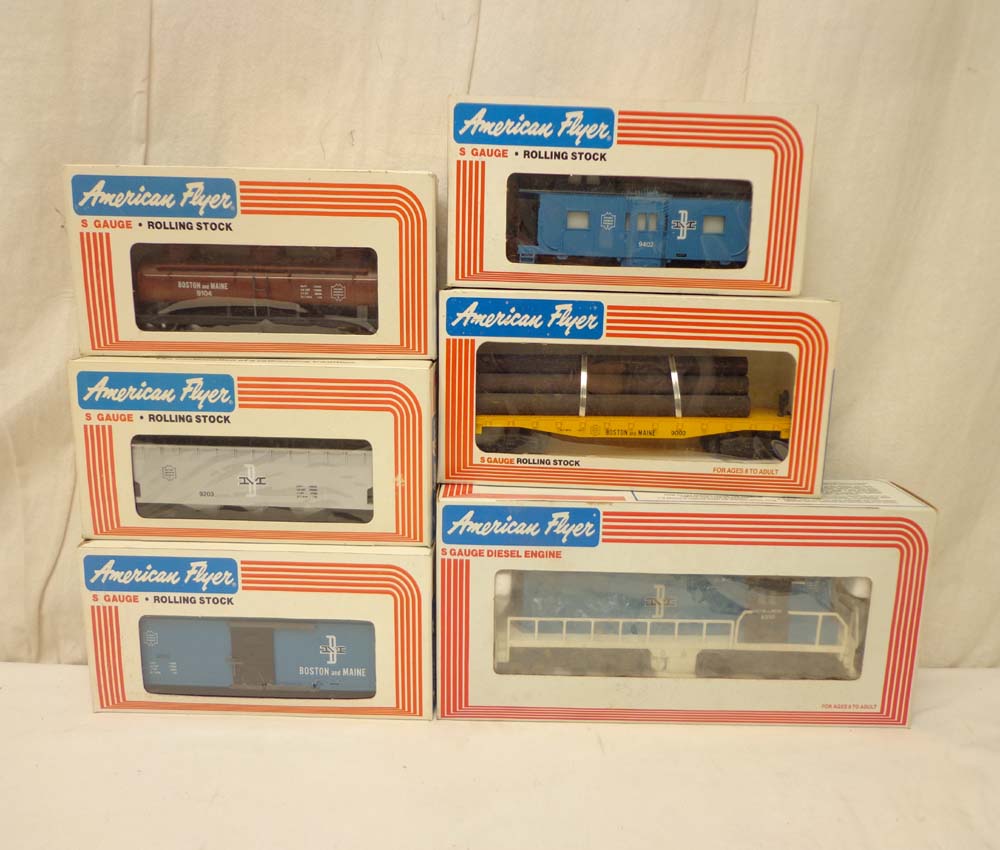 American Flyer
S GAUGE • ROLLING STOCK
BOSTON and MAINE
9104
American Flyer
S GAUGE • ROLLING STOCK
9203
B M
American Flyer
S GAUGE • ROLLING STOCK
B M
BOSTON and MAINE
American Flyer
S GAUGE • ROLLING STOCK
B M
9402
American Flyer
BOSTON and MAINE 9002
S GAUGE ROLLING STOCK
FOR AGES 8 TO ADULT
American Flyer
S GAUGE DIESEL ENGINE
B M
FOR AGES 8 TO ADULT